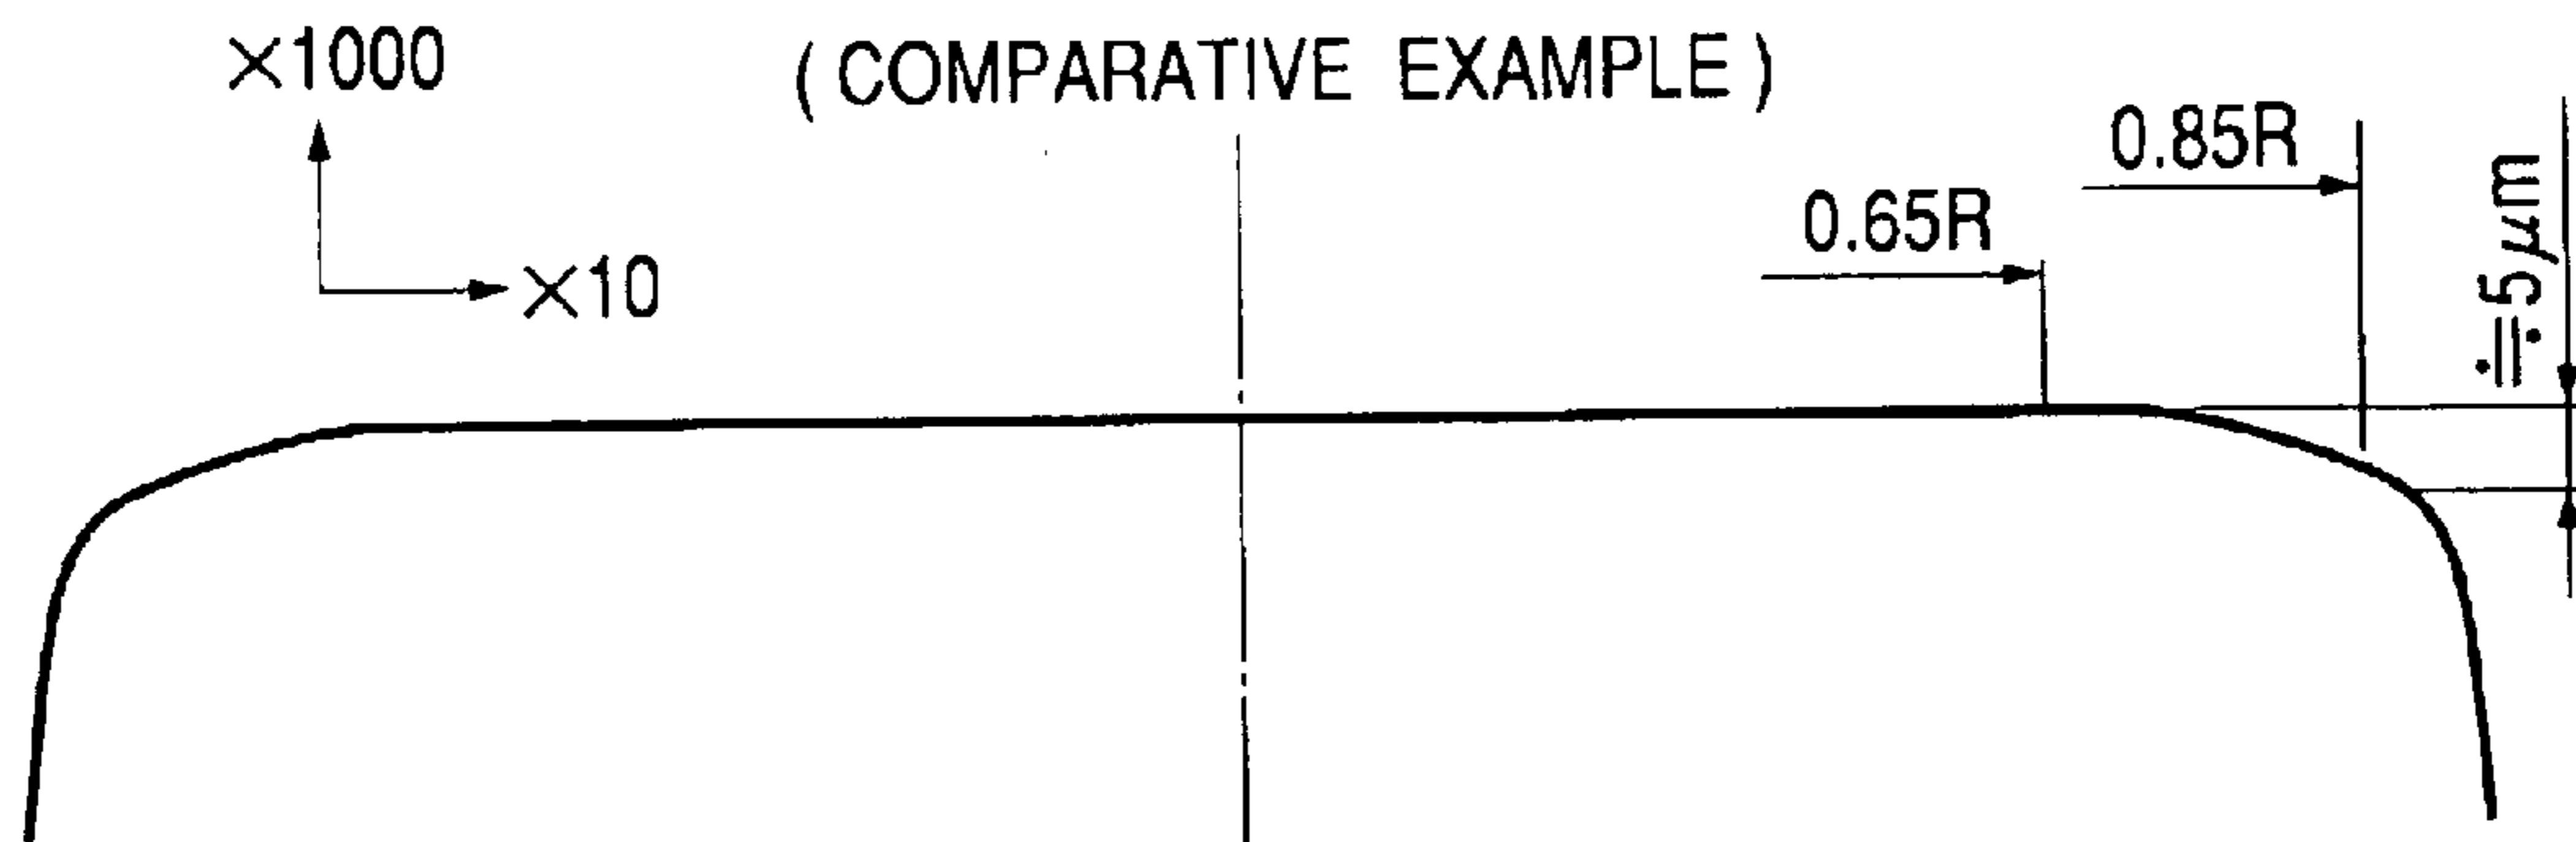 ×1000
(COMPARATIVE EXAMPLE)
0.85R
0.65R
≒5μm
×10